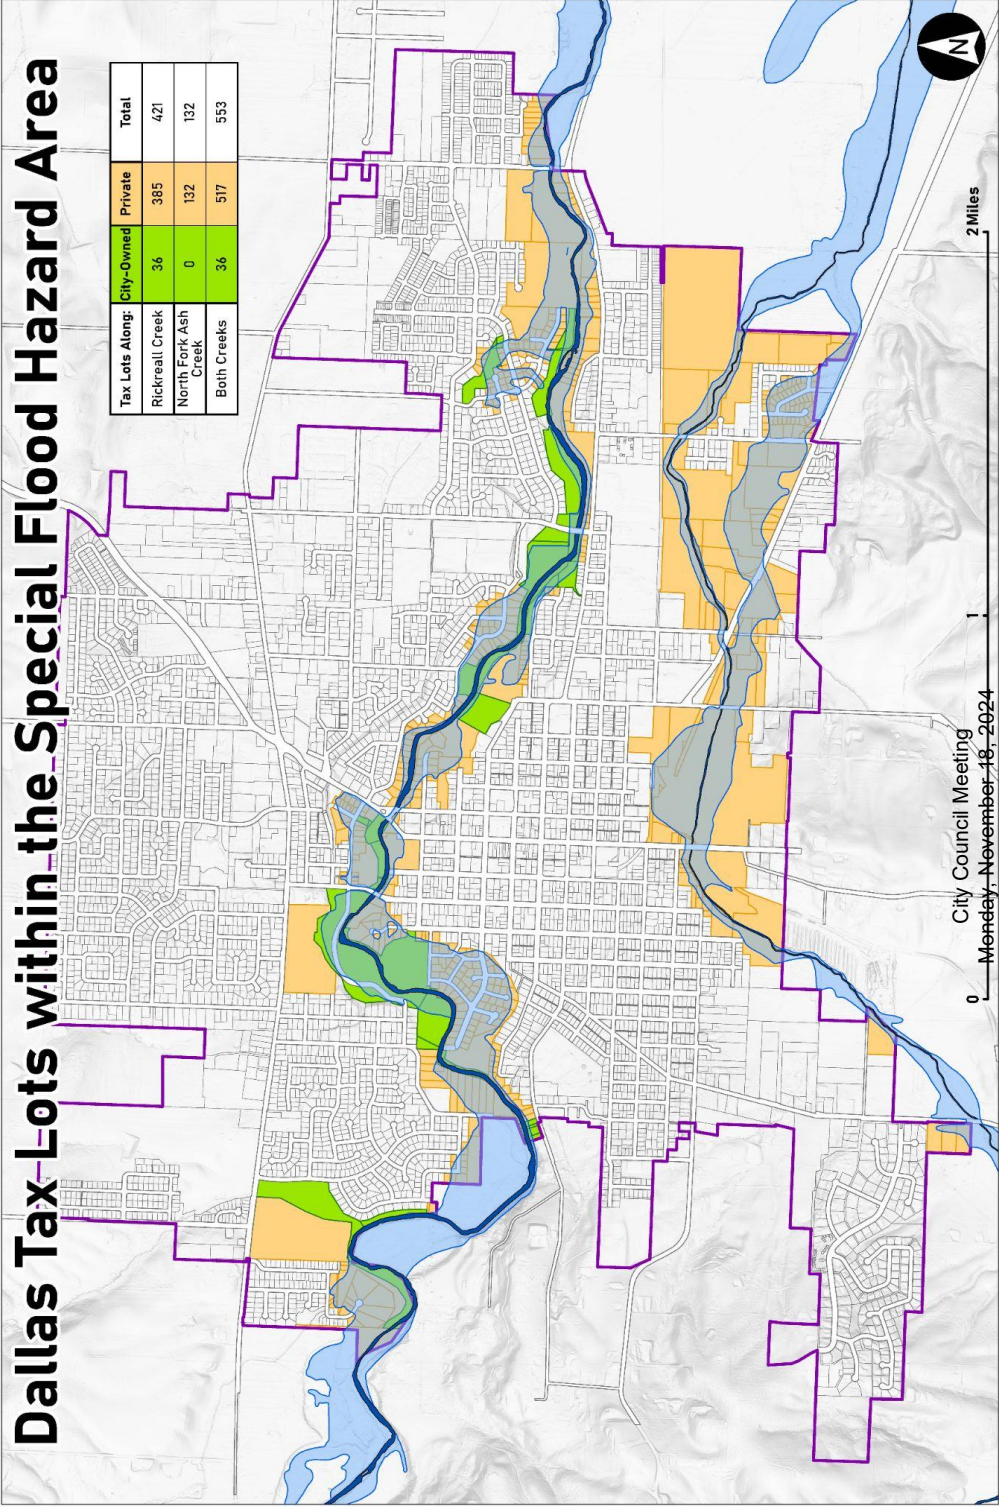 Dallas Tax Lots within the Special Flood Hazard Area
Tax Lots Along: City-Owned Private Total
Rickreall Creek 36 385 421
North Fork Ash
Creek 0 132 132
Both Creeks 36 517 553
N
0 1 2 Miles
City Council Meeting
Monday, November 18, 2024